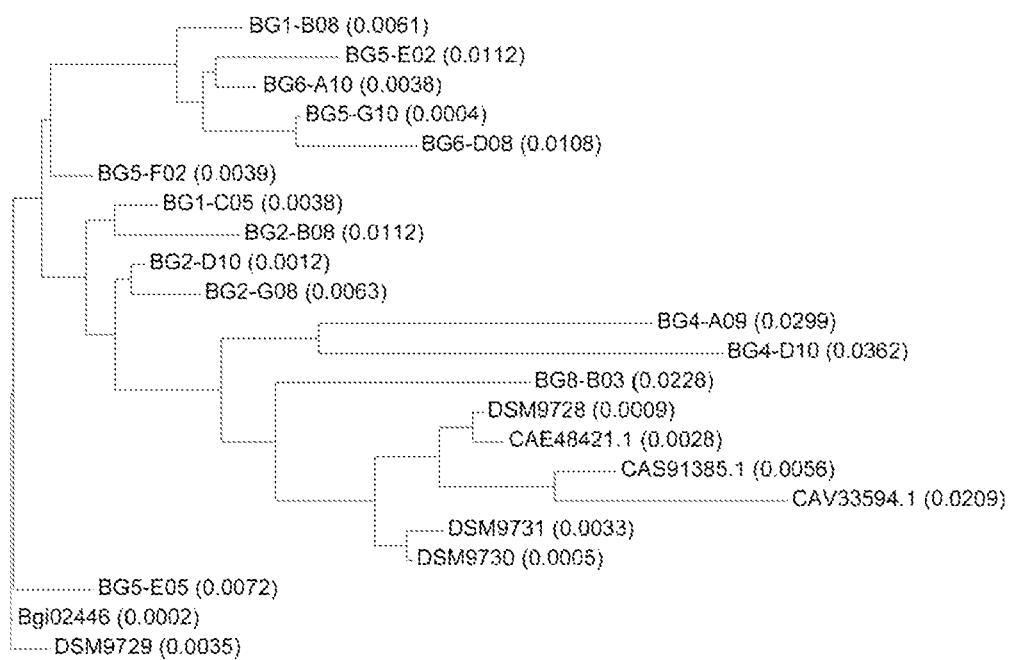 BG1-B08 (0.0061)
BG5-E02 (0.0112)
BG6-A10 (0.0038)
BG5-G10 (0.0004)
BG6-D08 (0.0108)
BG5-F02 (0.0039)
BG1-C05 (0.0038)
BG2-B08 (0.0112)
BG2-D10 (0.0012)
BG2-G08 (0.0063)
BG4-A09 (0.0299)
BG4-D10 (0.0362)
BG8-B03 (0.0228)
DSM9728 (0.0009)
CAE48421.1 (0.0028)
CAS91385.1 (0.0056)
CAV33594.1 (0.0209)
DSM9731 (0.0033)
DSM9730 (0.0005)
BG5-E05 (0.0072)
Bgi02446 (0.0002)
DSM9729 (0.0035)